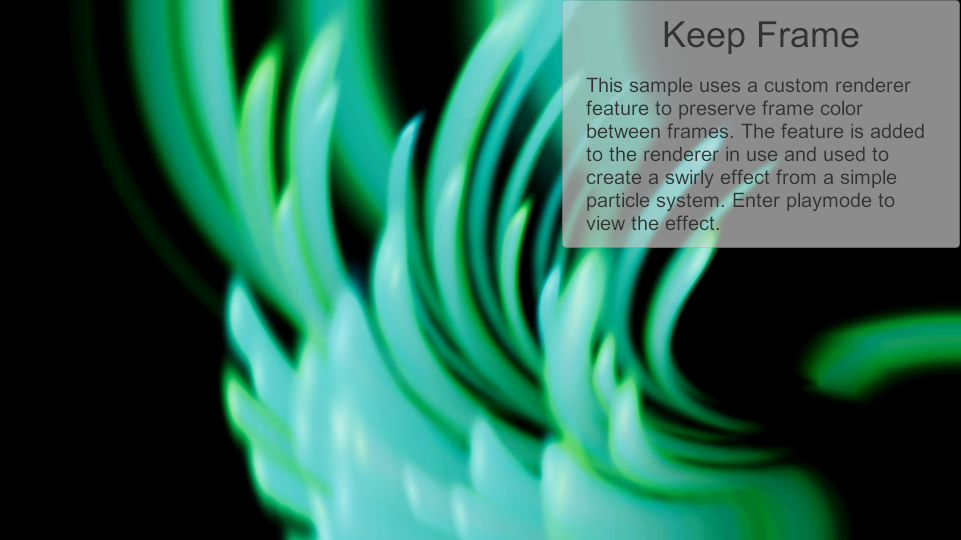 Keep Frame
This sample uses a custom renderer
feature to preserve frame color
between frames. The feature is added
to the renderer in use and used to
create a swirly effect from a simple
particle system. Enter playmode to
view the effect.